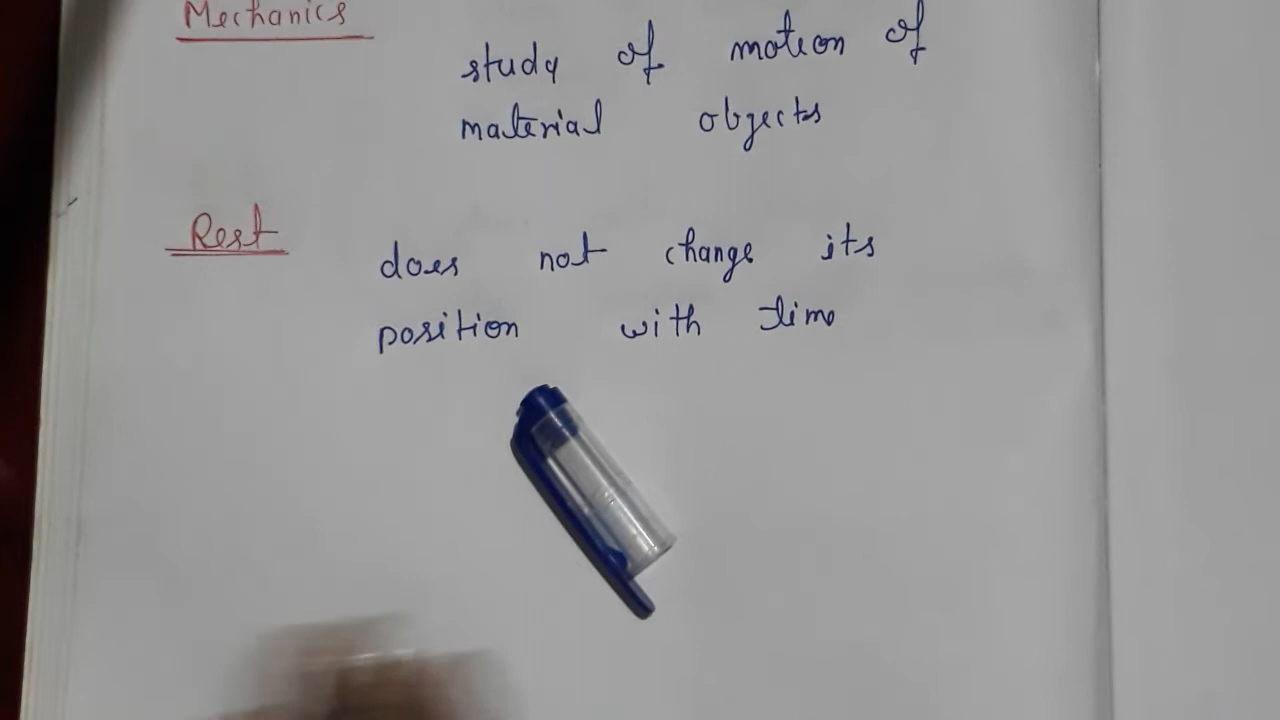 Mechanics
study of motion of
material objects
Rest
does not change its
position with time